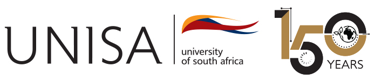 UNISA
university
of south africa
150
YEARS